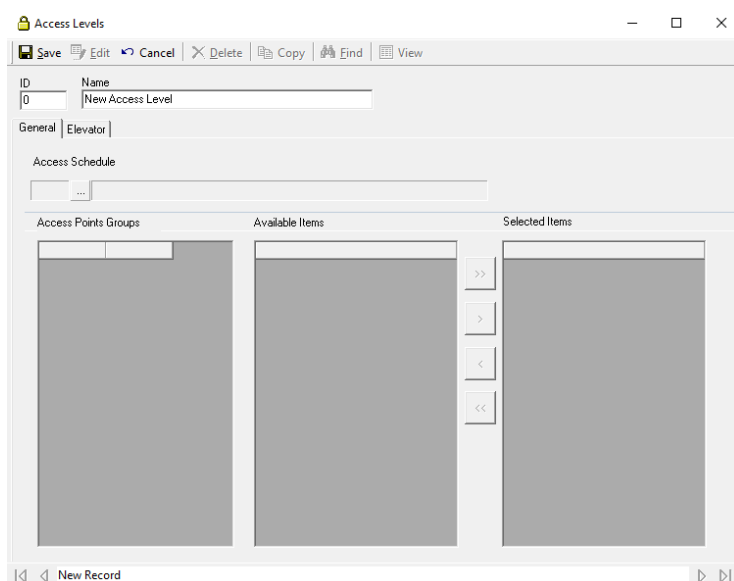 Access Levels
Save Edit Cancel Delete Copy Find View
ID Name
0 New Access Level
General Elevator
Access Schedule
...
Access Points Groups Available Items Selected Items
>>
>
<
<<
New Record